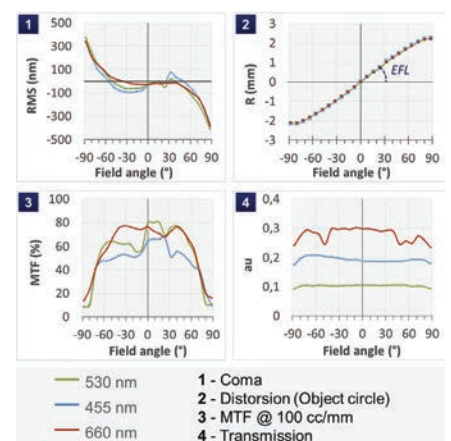 1
500
300
100
-100
-300
-500
RMS (nm)
-90 -60 -30 0 30 60 90
Field angle (°)
2
3
2
1
0
-1
-2
-3
R (mm)
EFL
-90 -60 -30 0 30 60 90
Field angle (°)
3
100
80
60
40
20
0
MTF (%)
-90 -60 -30 0 30 60 90
Field angle (°)
4
0,4
0,3
0,2
0,1
0
au
-90 -60 -30 0 30 60 90
Field angle (°)
530 nm
455 nm
660 nm
1 - Coma
2 - Distorsion (Object circle)
3 - MTF @ 100 cc/mm
4 - Transmission